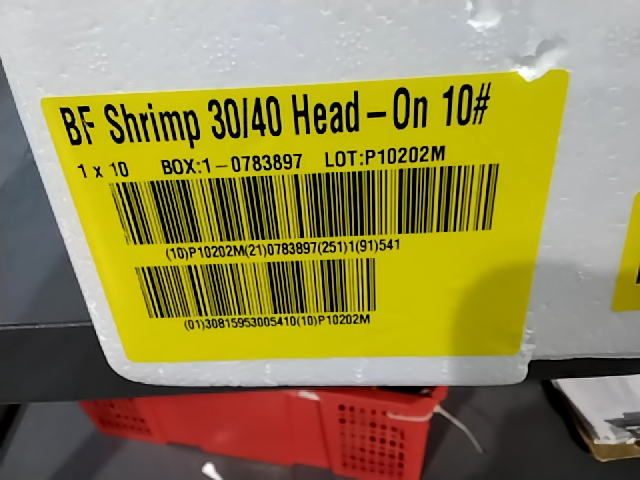 BF Shrimp 30/40 Head-On 10#
1 x 10 BOX:1-0783897 LOT:P10202M
(10)P10202M(21)0783897(251)1(91)541
(01)30815953005410(10)P10202M